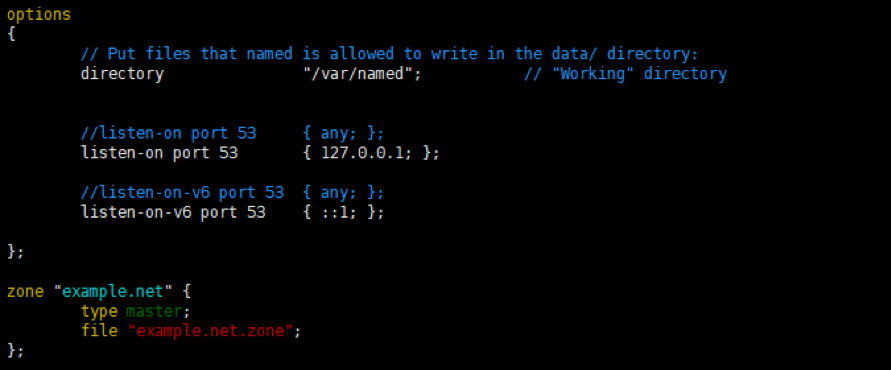 options
{
// Put files that named is allowed to write in the data/ directory:
directory "/var/named"; // "Working" directory
//listen-on port 53 { any; };
listen-on port 53 { 127.0.0.1; };
//listen-on-v6 port 53 { any; };
listen-on-v6 port 53 { ::1; };
};
zone "example.net" {
type master;
file "example.net.zone";
};